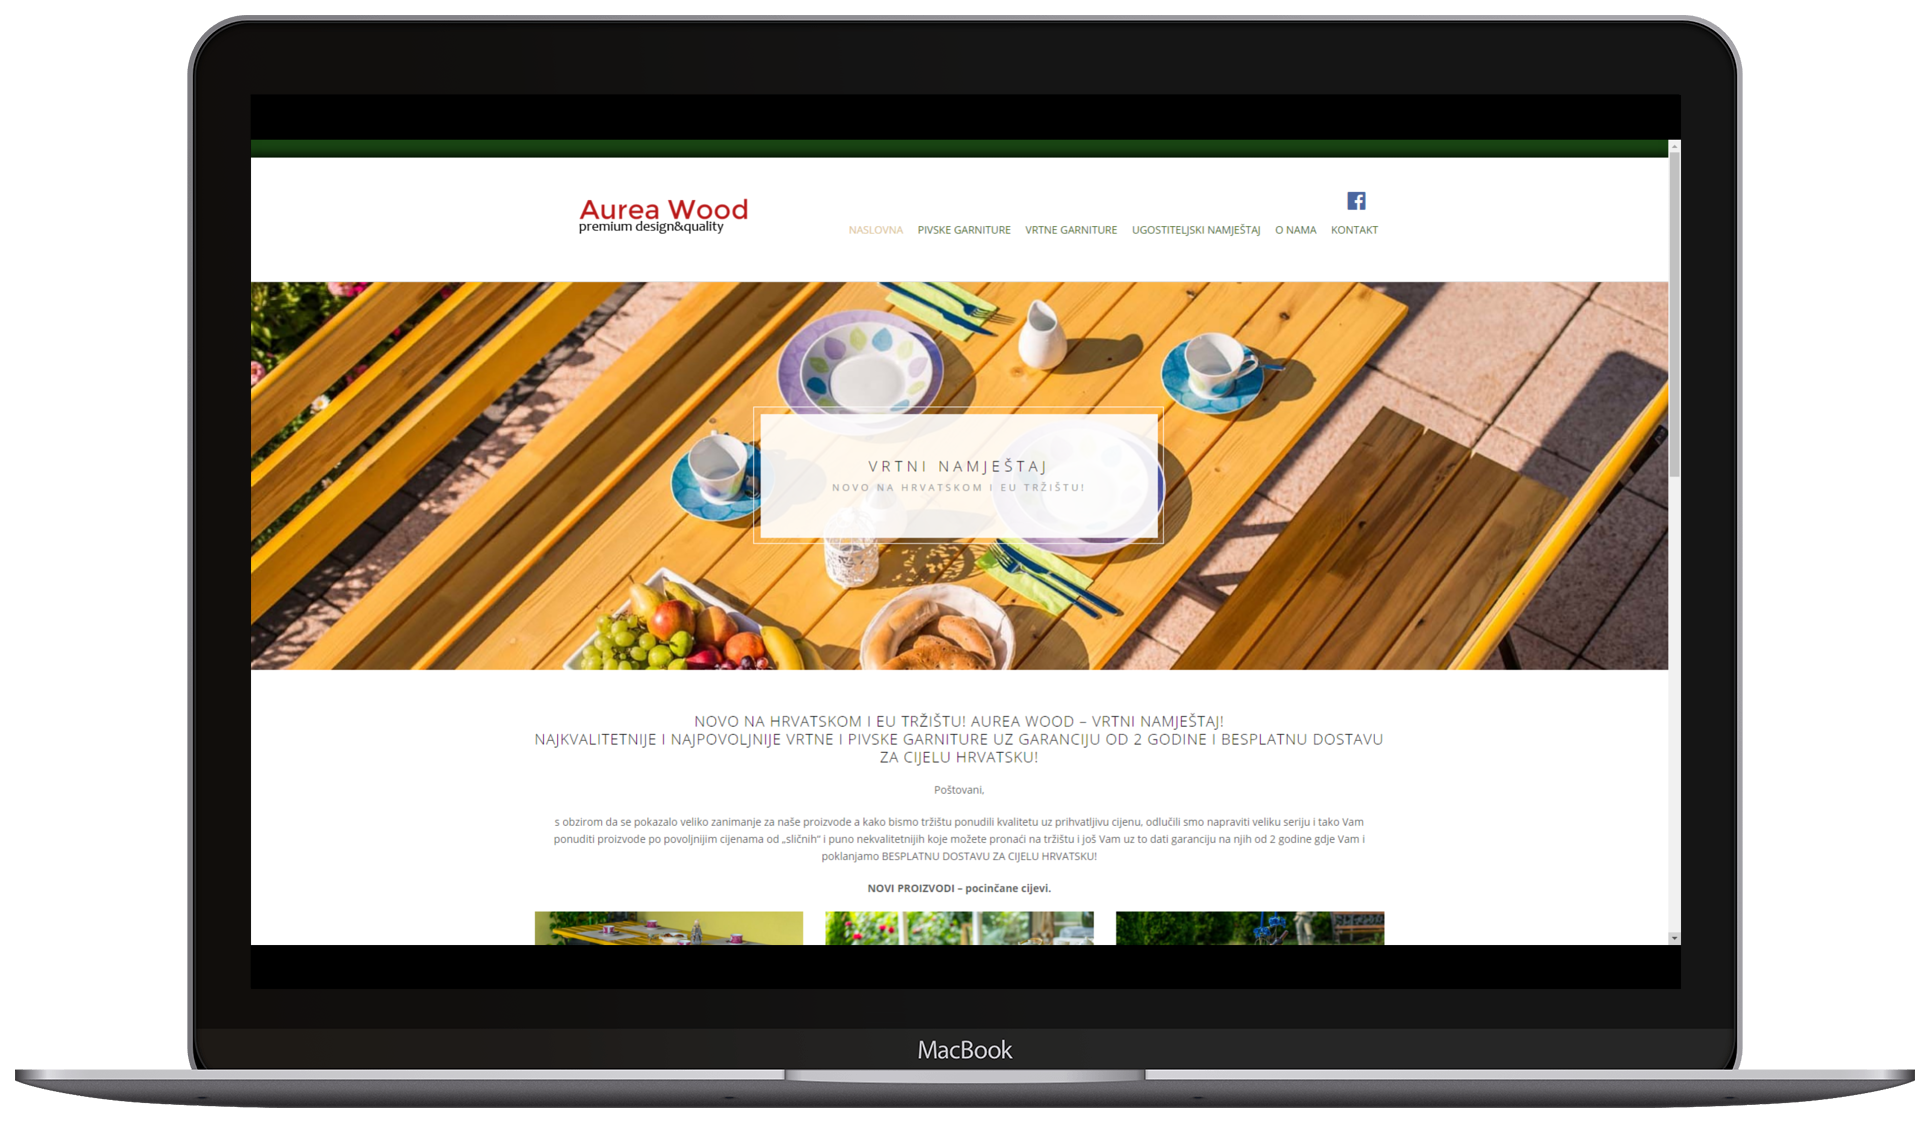 Aurea Wood
premium design&quality
NASLOVNA PIVSKE GARNITURE VRTNE GARNITURE UGOSTITELJSKI NAMJEŠTAJ O NAMA KONTAKT
VRTNI NAMJEŠTAJ
NOVO NA HRVATSKOM I EU TRŽIŠTU!
NOVO NA HRVATSKOM I EU TRŽIŠTU! AUREA WOOD – VRTNI NAMJEŠTAJ!
NAJKVALITETNIJE I NAJPOVOLJNIJE VRTNE I PIVSKE GARNITURE UZ GARANCIJU OD 2 GODINE I BESPLATNU DOSTAVU
ZA CIJELU HRVATSKU!
Poštovani,
s obzirom da se pokazalo veliko zanimanje za naše proizvode a kako bismo tržištu ponudili kvalitetu uz prihvatljivu cijenu, odlučili smo napraviti veliku seriju i tako Vam
ponuditi proizvode po povoljnijim cijenama od „sličnih“ i puno nekvalitetnijih koje možete pronaći na tržištu i još Vam uz to dati garanciju na njih od 2 godine gdje Vam i
poklanjamo BESPLATNU DOSTAVU ZA CIJELU HRVATSKU!
NOVI PROIZVODI – pocinčane cijevi.
MacBook